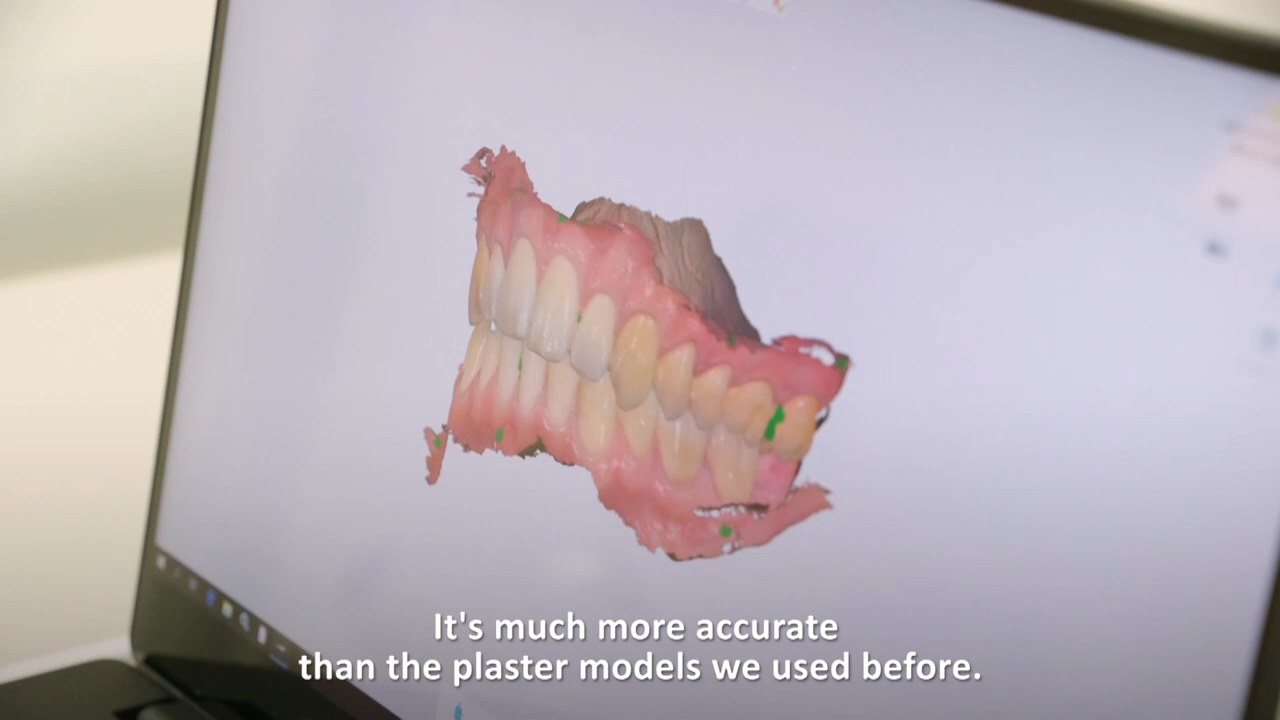 It's much more accurate
than the plaster models we used before.